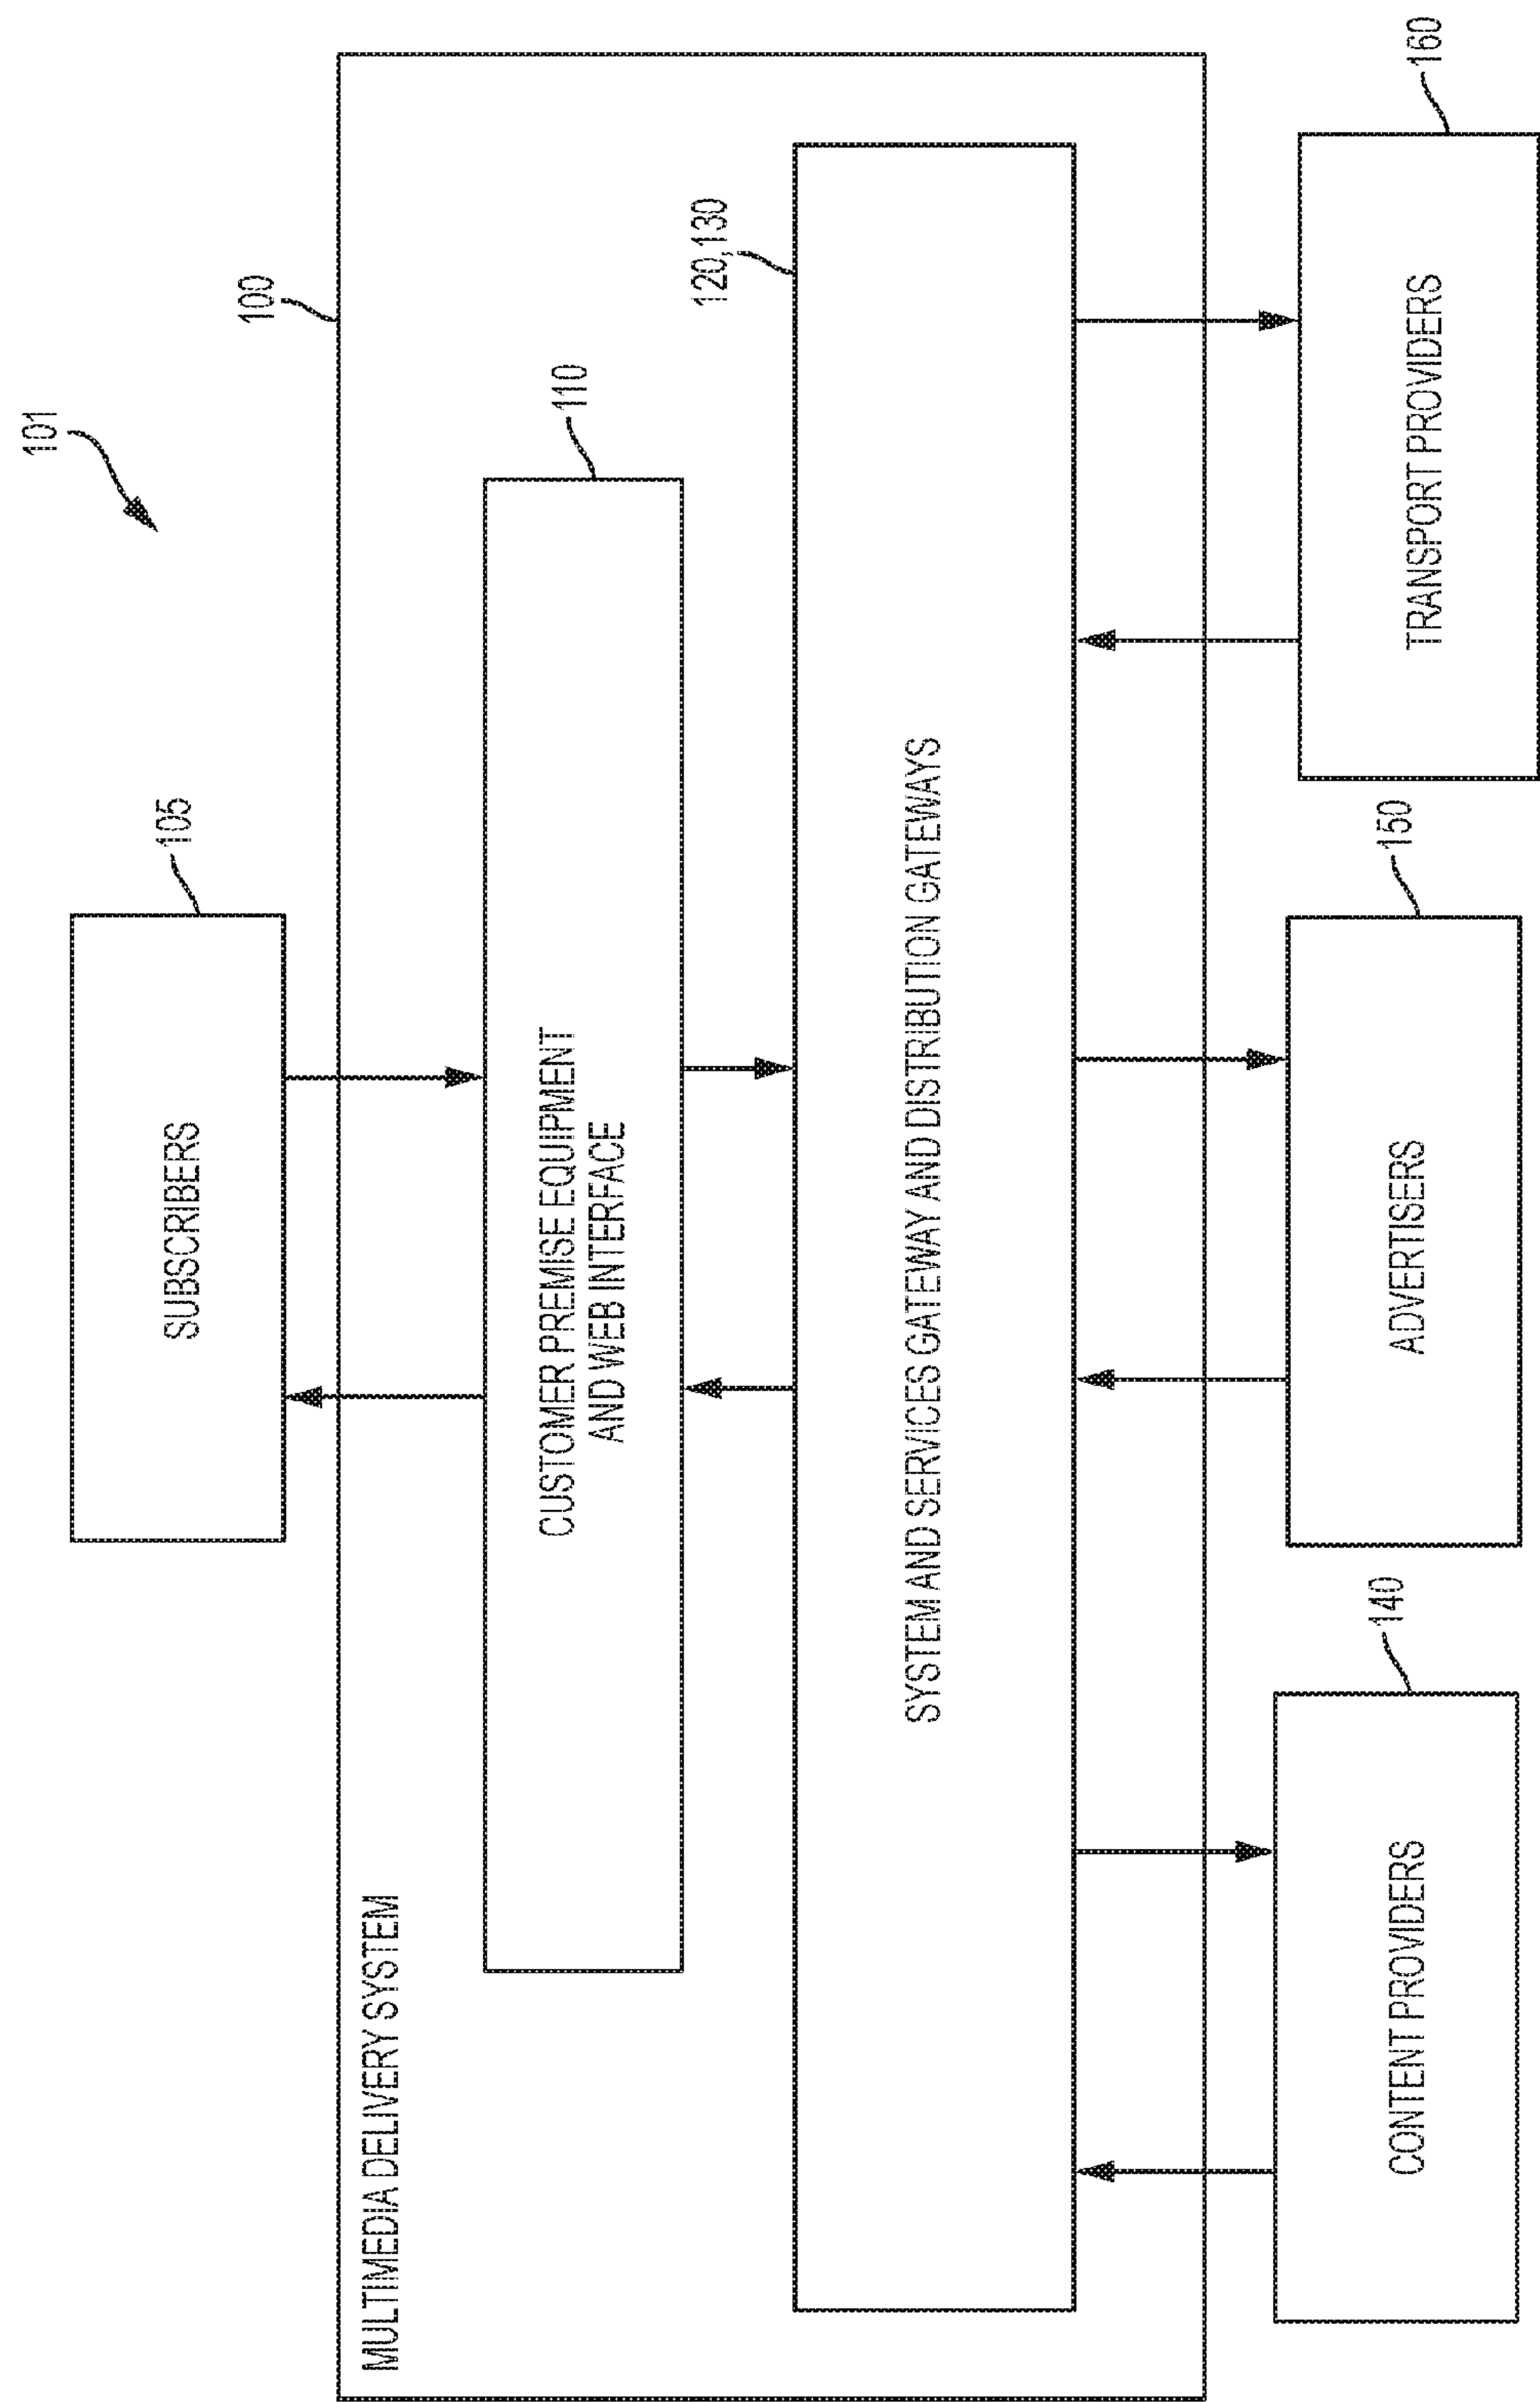 101
SUBSCRIBERS
105
MULTIMEDIA DELIVERY SYSTEM
100
CUSTOMER PREMISE EQUIPMENT
AND WEB INTERFACE
110
SYSTEM AND SERVICES GATEWAY AND DISTRIBUTION GATEWAYS
120,130
CONTENT PROVIDERS
140
ADVERTISERS
150
TRANSPORT PROVIDERS
160